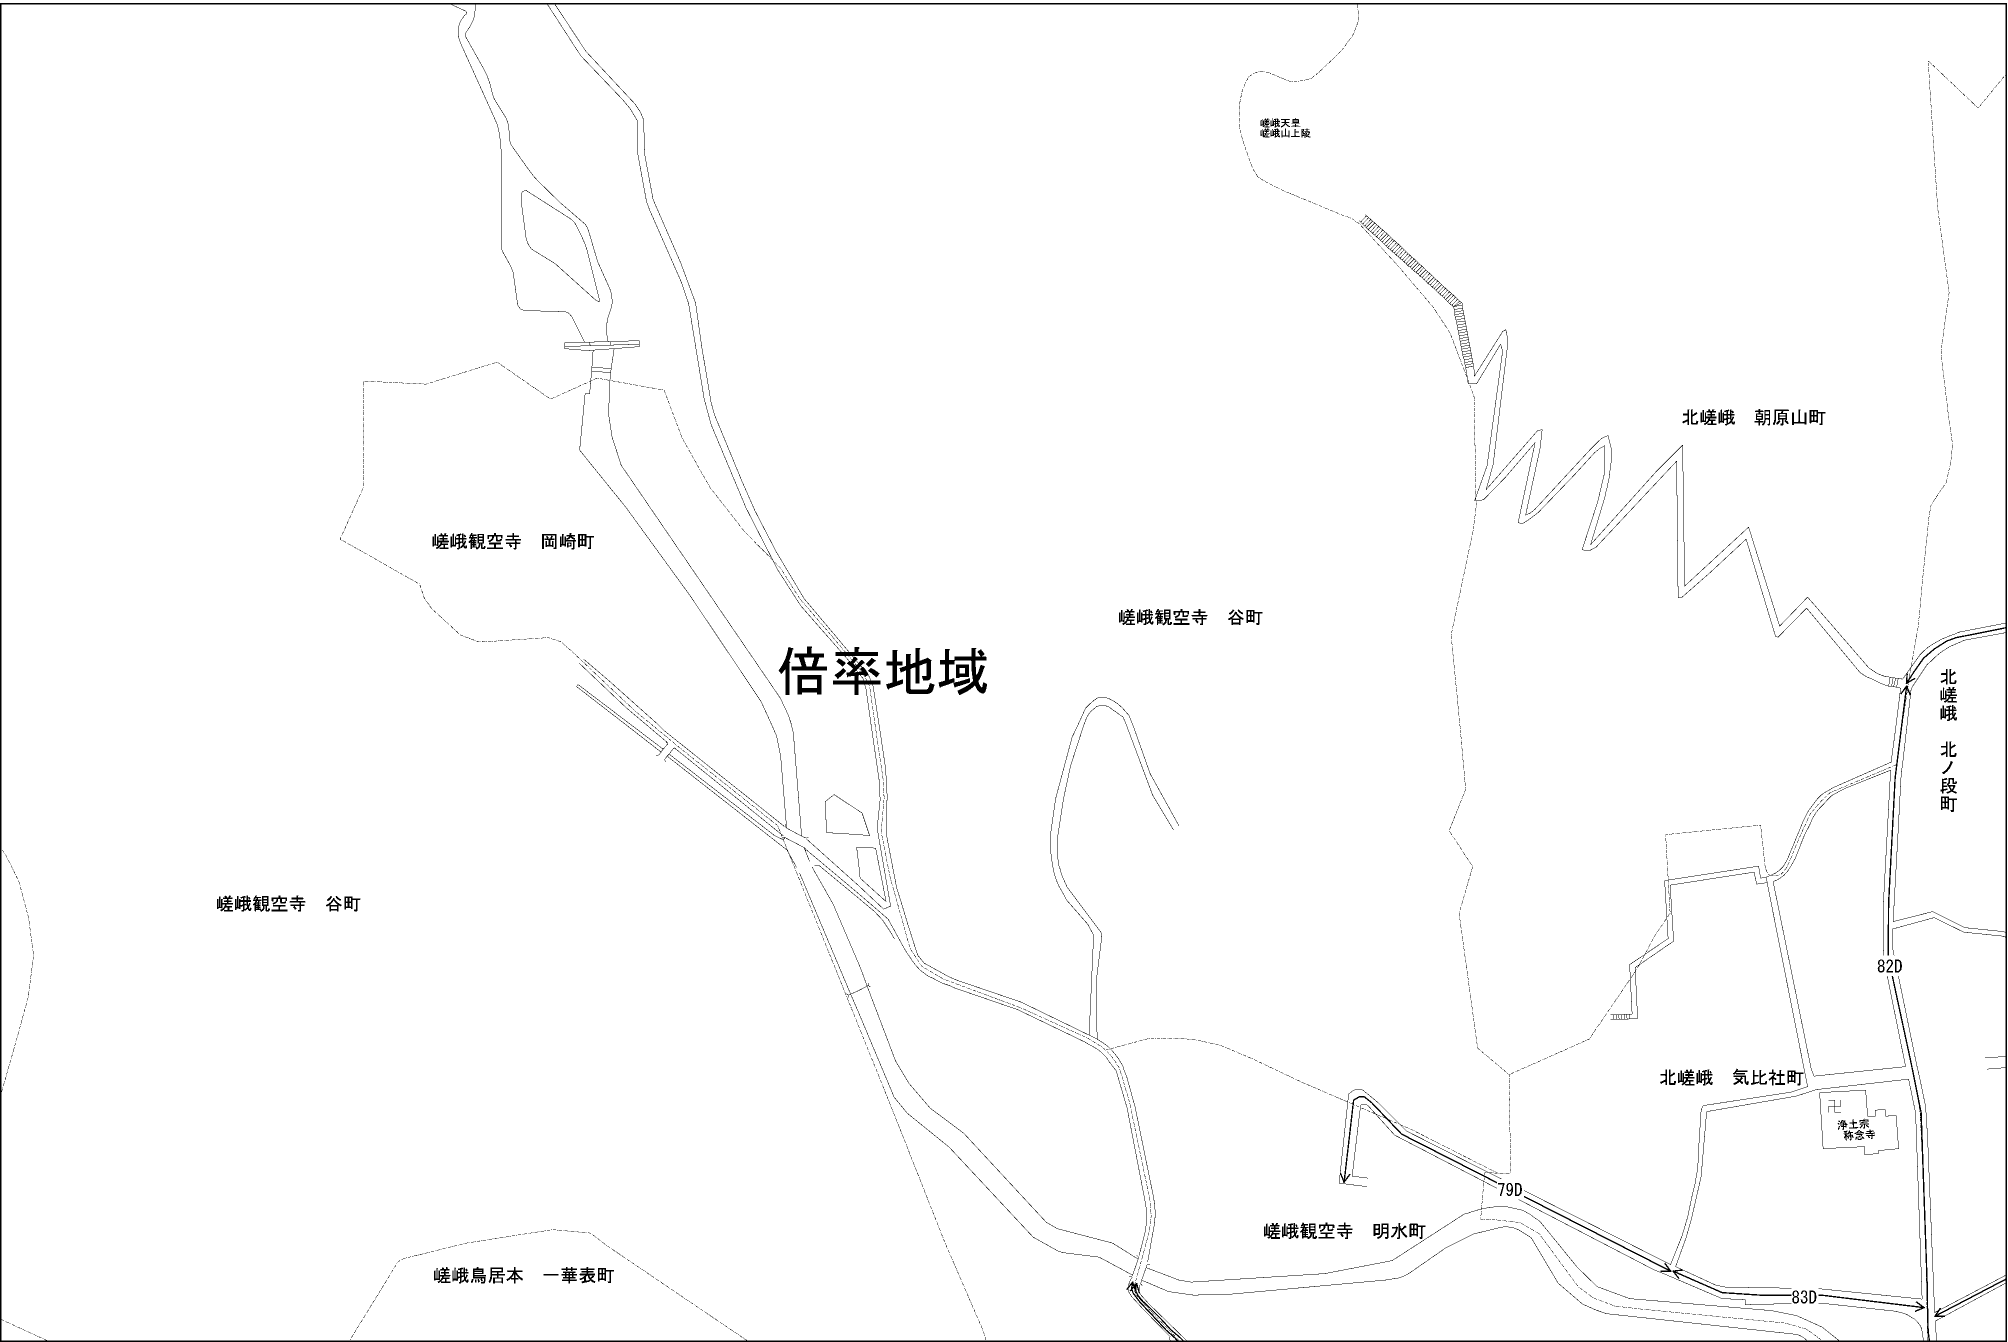 嵯峨天皇
嵯峨山上陵
北嵯峨　朝原山町
嵯峨観空寺　岡崎町
嵯峨観空寺　谷町
倍率地域
北嵯峨　北ノ段町
嵯峨観空寺　谷町
82D
北嵯峨　気比社町
浄土宗
称念寺
79D
嵯峨観空寺　明水町
嵯峨鳥居本　一華表町
83D